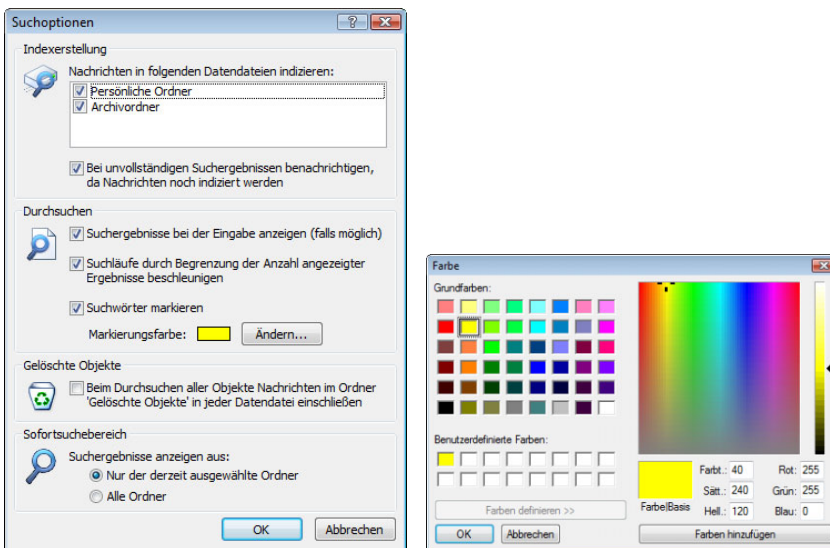 Suchoptionen
Indexerstellung
Nachrichten in folgenden Datendateien indizieren:
Persönliche Ordner
Archivordner
Bei unvollständigen Suchergebnissen benachrichtigen,
da Nachrichten noch indiziert werden
Durchsuchen
Suchergebnisse bei der Eingabe anzeigen (falls möglich)
Suchläufe durch Begrenzung der Anzahl angezeigter
Ergebnisse beschleunigen
Suchwörter markieren
Markierungsfarbe:
Ändern...
Gelöschte Objekte
Beim Durchsuchen aller Objekte Nachrichten im Ordner
'Gelöschte Objekte' in jeder Datendatei einschließen
Sofortsuchebereich
Suchergebnisse anzeigen aus:
Nur der derzeit ausgewählte Ordner
Alle Ordner
OK Abbrechen
Farbe
Grundfarben:
Benutzerdefinierte Farben:
Farben definieren >>
OK Abbrechen
Farbe|Basis
Farbt.: 40 Rot: 255
Sätt.: 240 Grün: 255
Hell.: 120 Blau: 0
Farben hinzufügen